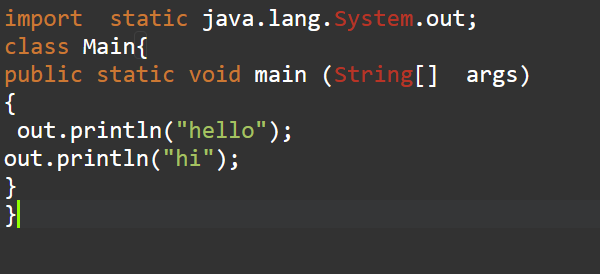 import  static java.lang.System.out;
class Main{
public static void main (String[]  args)
{
 out.println("hello");
out.println("hi");
}
}